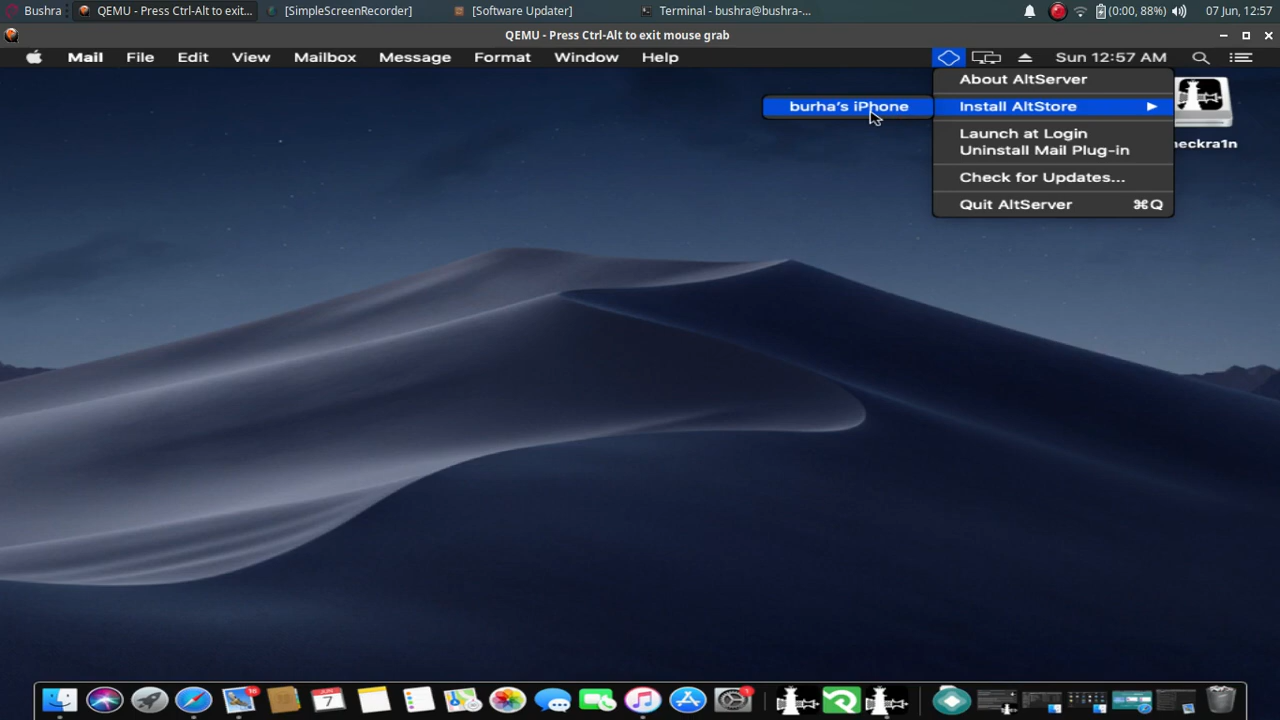 Bushra QEMU - Press Ctrl-Alt to exit... [SimpleScreenRecorder] [Software Updater] Terminal - bushra@bushra-... (0:00, 88%) 07 Jun, 12:57
QEMU - Press Ctrl-Alt to exit mouse grab
Mail File Edit View Mailbox Message Format Window Help Sun 12:57 AM
About AltServer
burha's iPhone Install AltStore
Launch at Login
Uninstall Mail Plug-in
Check for Updates...
Quit AltServer ⌘Q
eckra1n
JUN
7